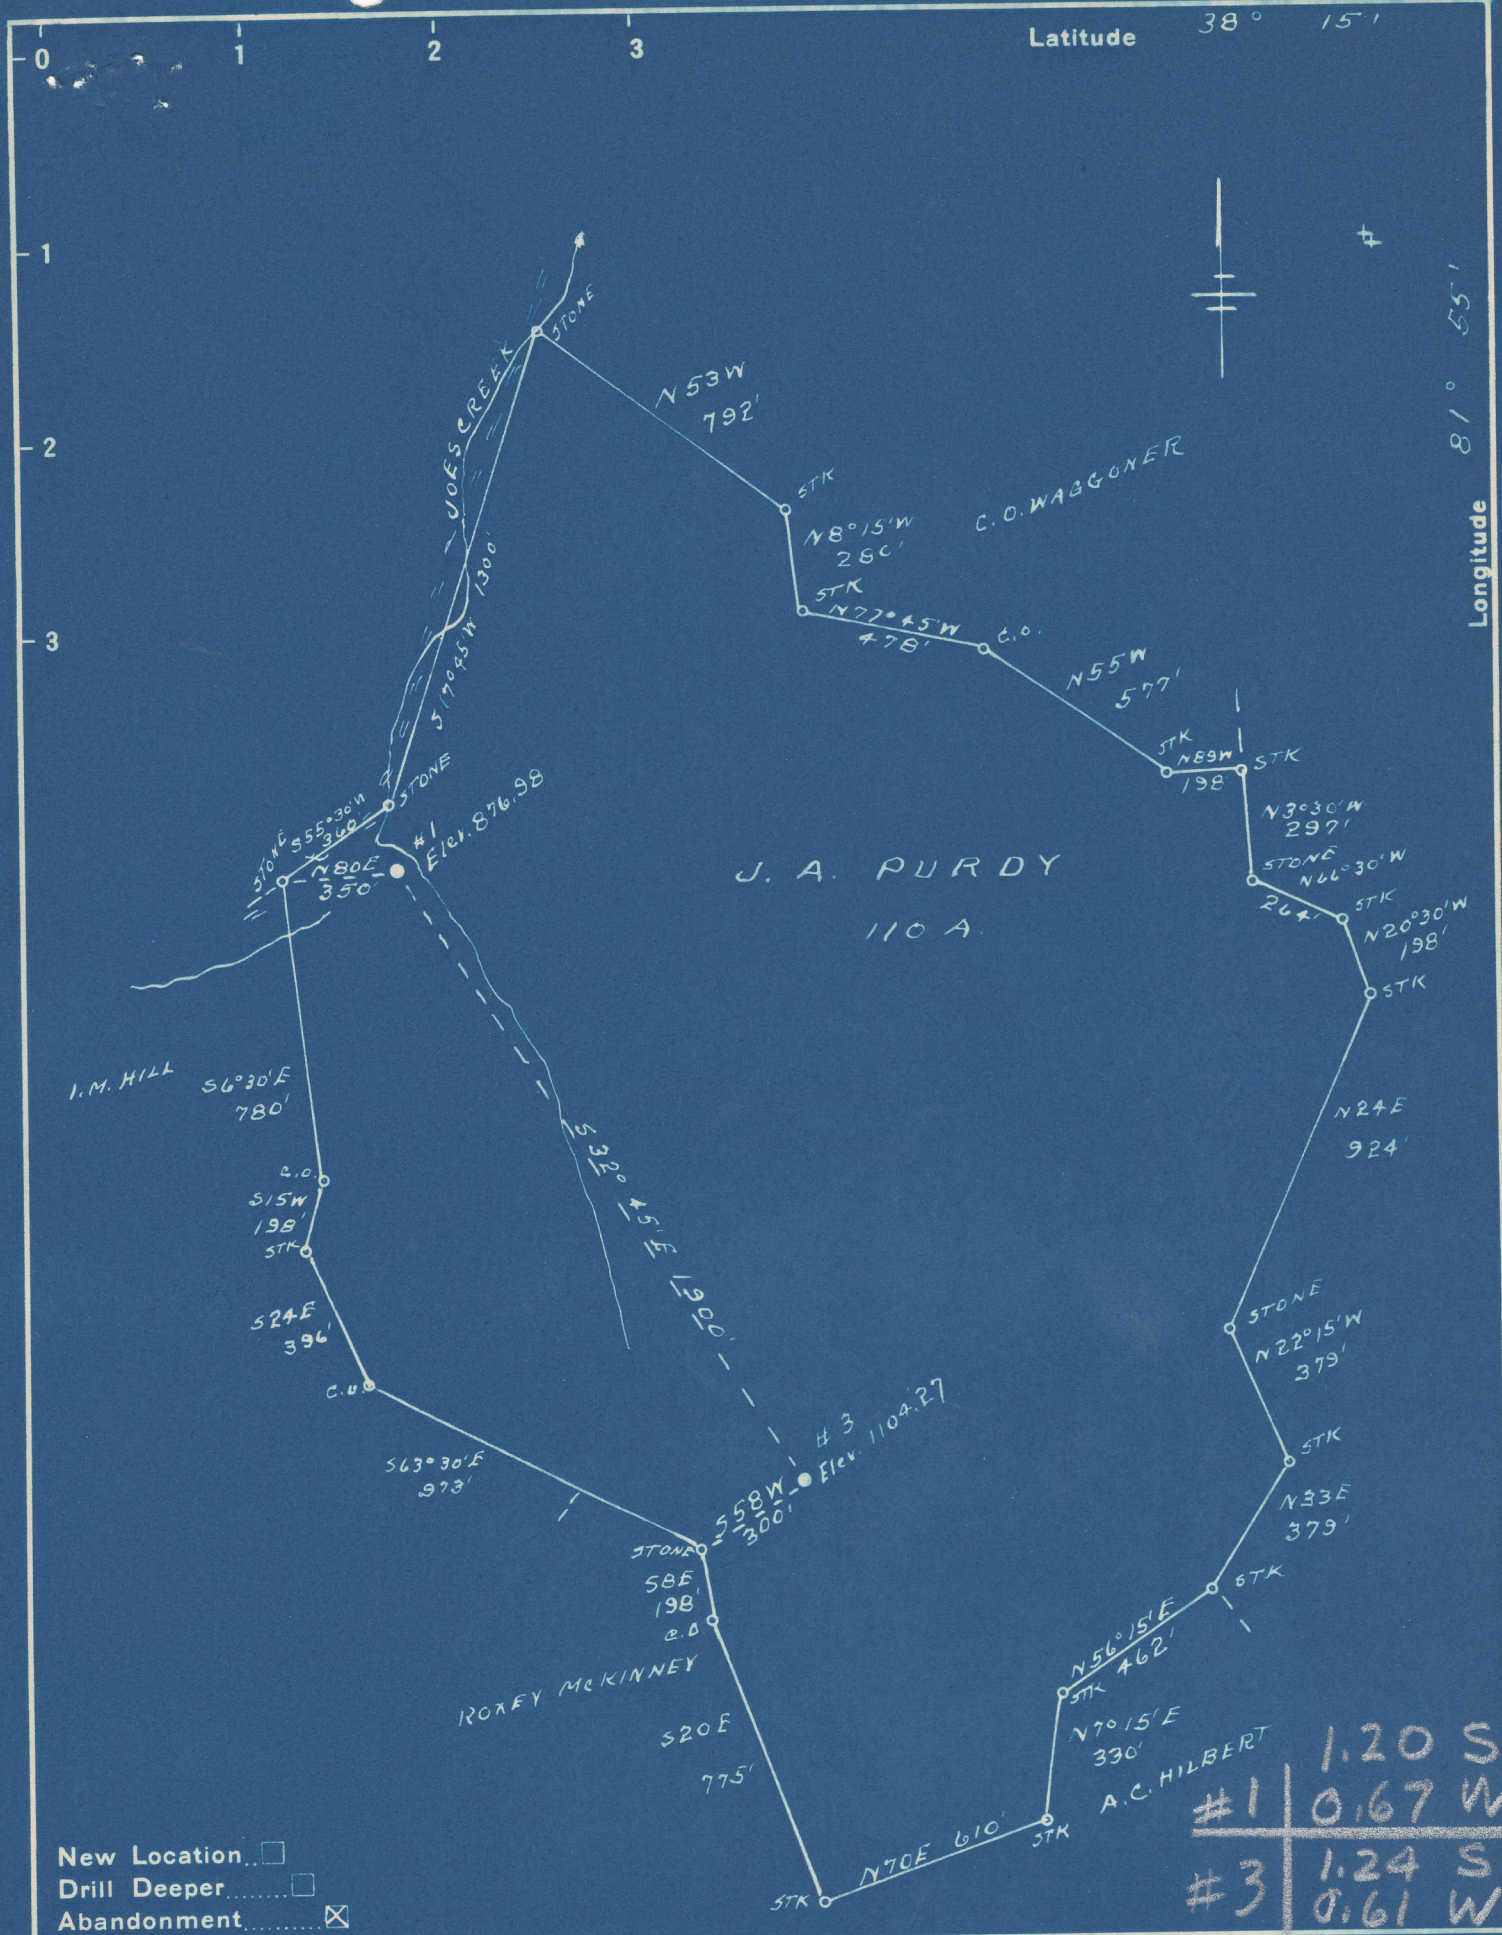 0 1 2 3
Latitude 38° 15'
1
2
3
81° 55'
Longitude
STONE
JOES CREEK
N53W
792'
STK
N8°15'W
280'
C.O. WAGGONER
STK
N77°45'W
478'
C.O.
S17°45'W 1300'
N55W
577'
STK
N89W
198'
STK
STONE
S55°30'W
360'
STONE
N80E
350'
#1
Elev. 876.98
N3°30'W
297'
STONE
N66°30'W
264'
STK
N20°30'W
198'
STK
J. A. PURDY
110 A.
I.M. HILL
S6°30'E
780'
N24E
924'
C.O.
S15W
198'
STK
S32°45'E 1900'
S24E
396'
C.O.
STONE
N22°15'W
379'
STK
S63°30'E
973'
#3
Elev. 1104.27
S58W
300'
N33E
379'
STK
STONE
S8E
198'
C.O
N56°15'E
462'
STK
ROXEY McKINNEY
S20E
775'
N7°15'E
330'
A.C. HILBERT
STK
N70E 610'
STK
1.20 S
#1 0.67 W
#3 1.24 S
0.61 W
New Location..
Drill Deeper.......
Abandonment.........